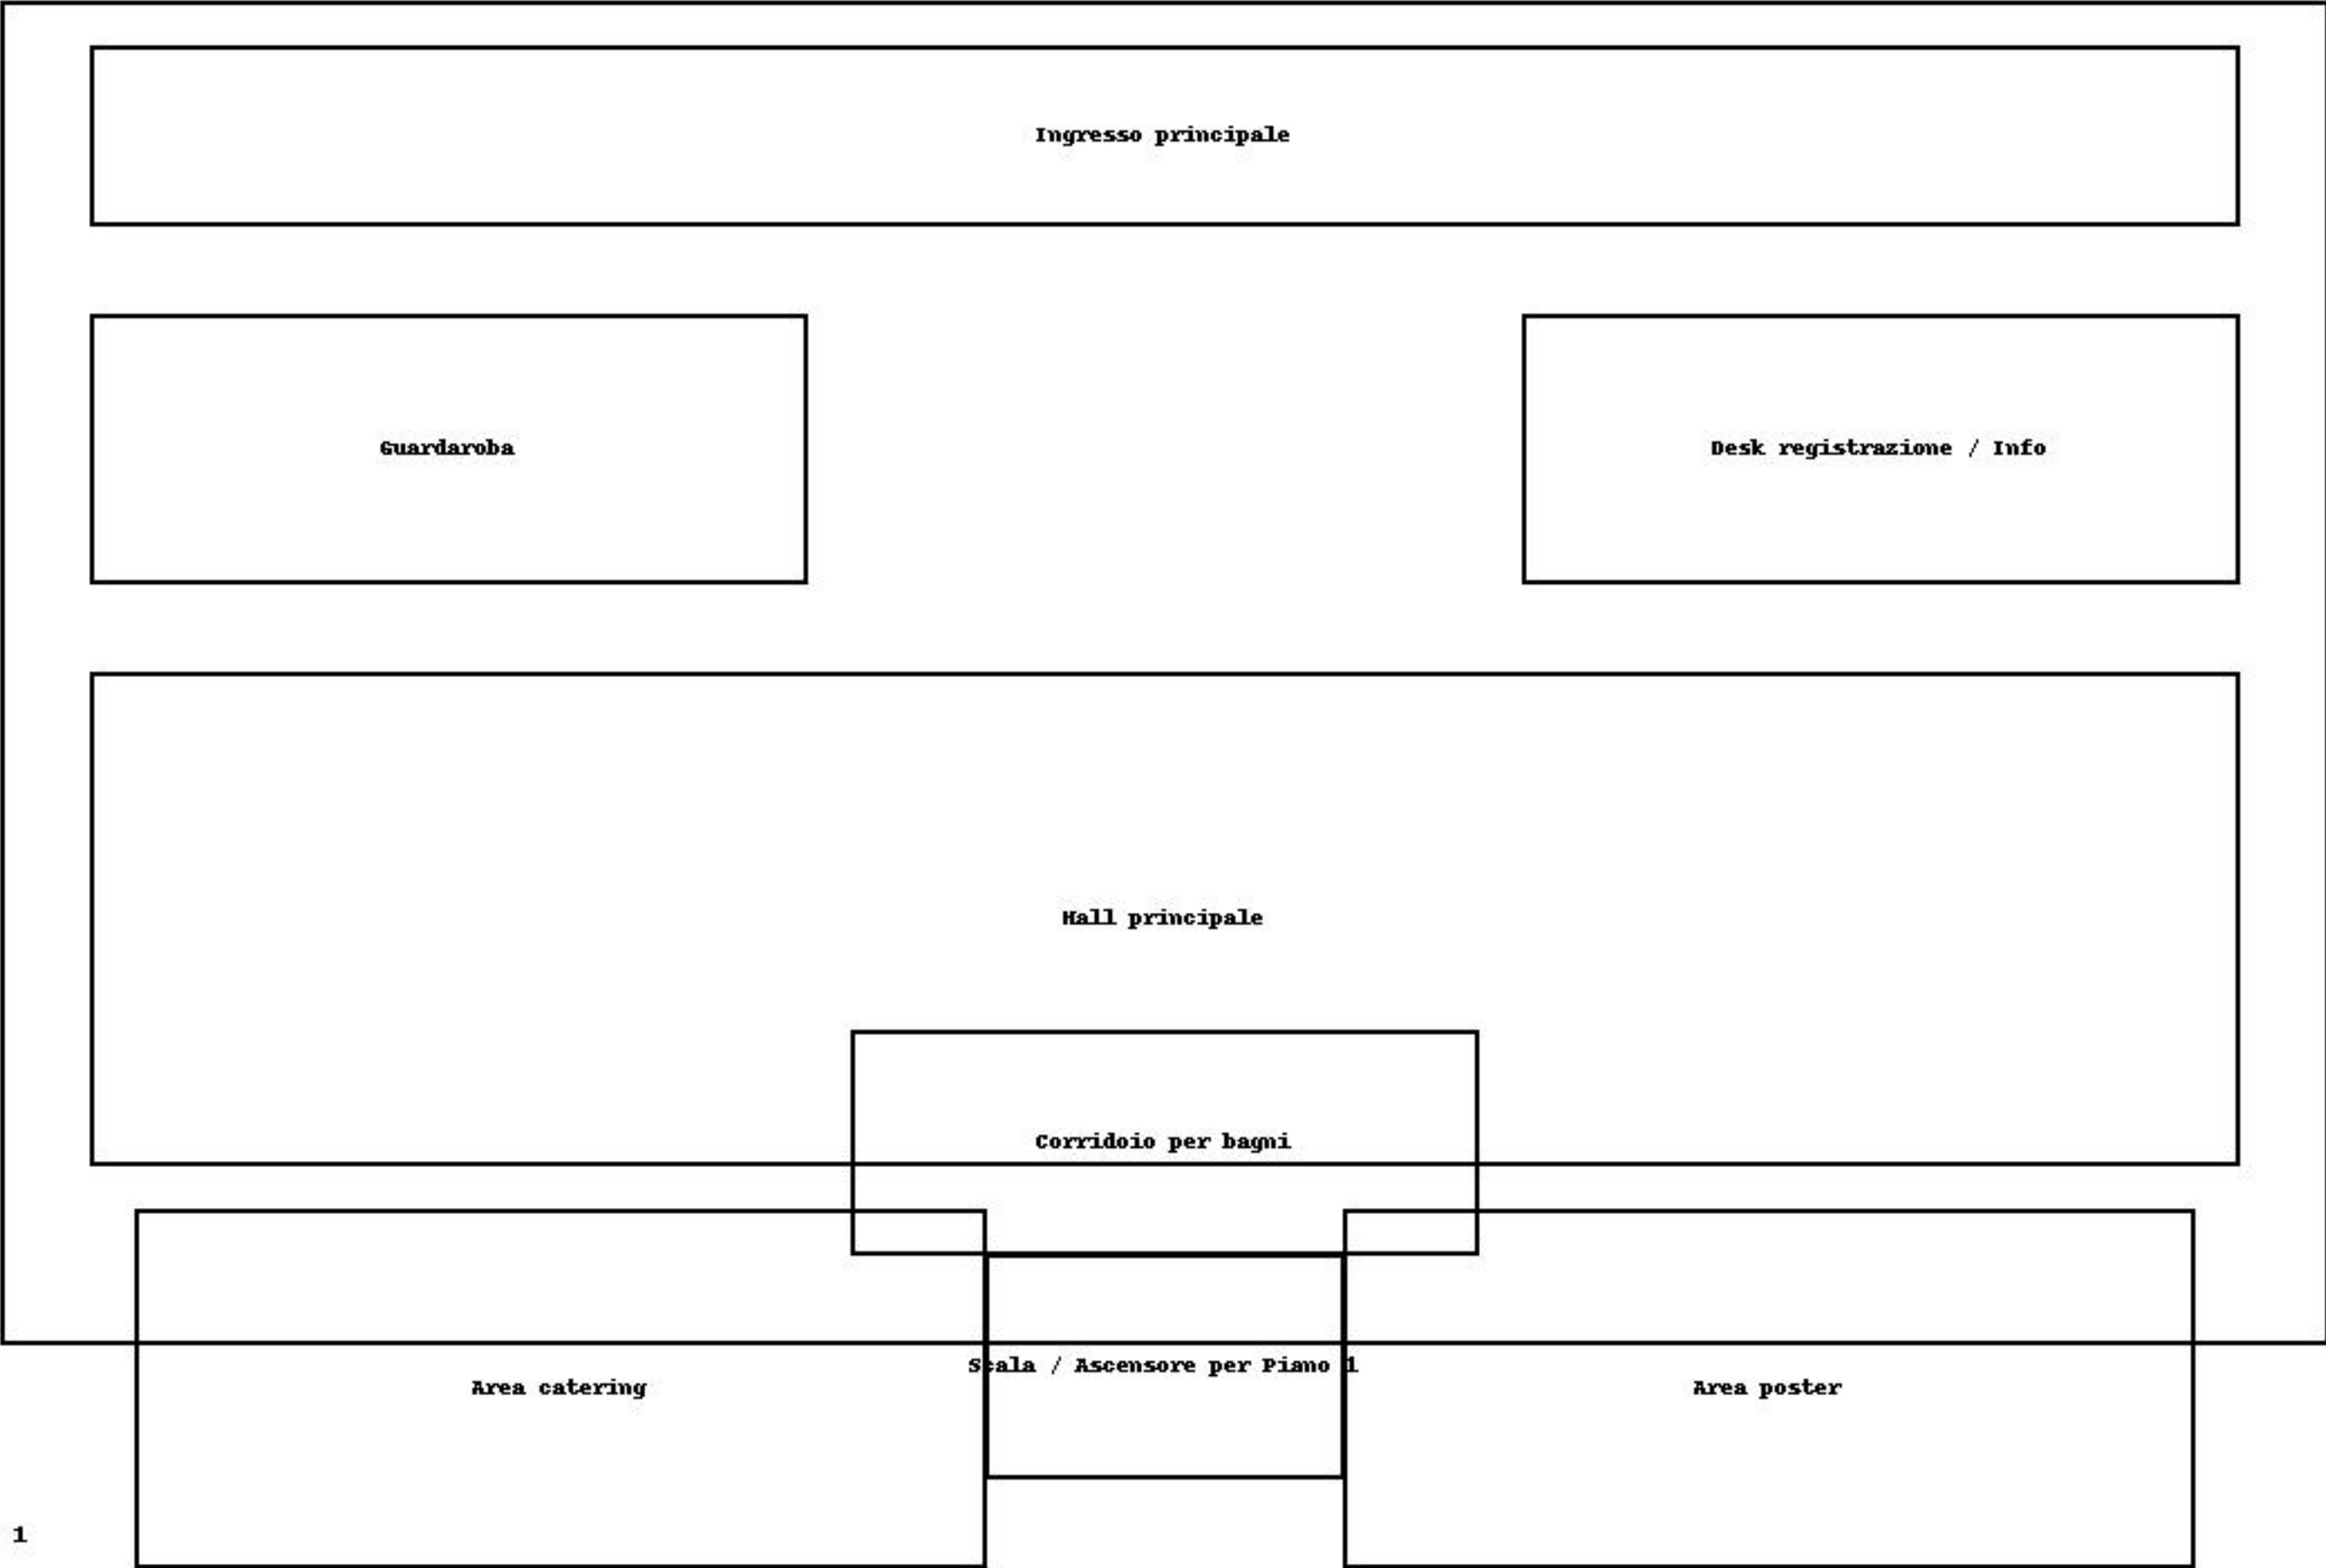 Ingresso principale
Guardaroba
Desk registrazione / Info
Hall principale
Corridoio per bagni
Scala / Ascensore per Piano 1
Area catering
Area poster
1